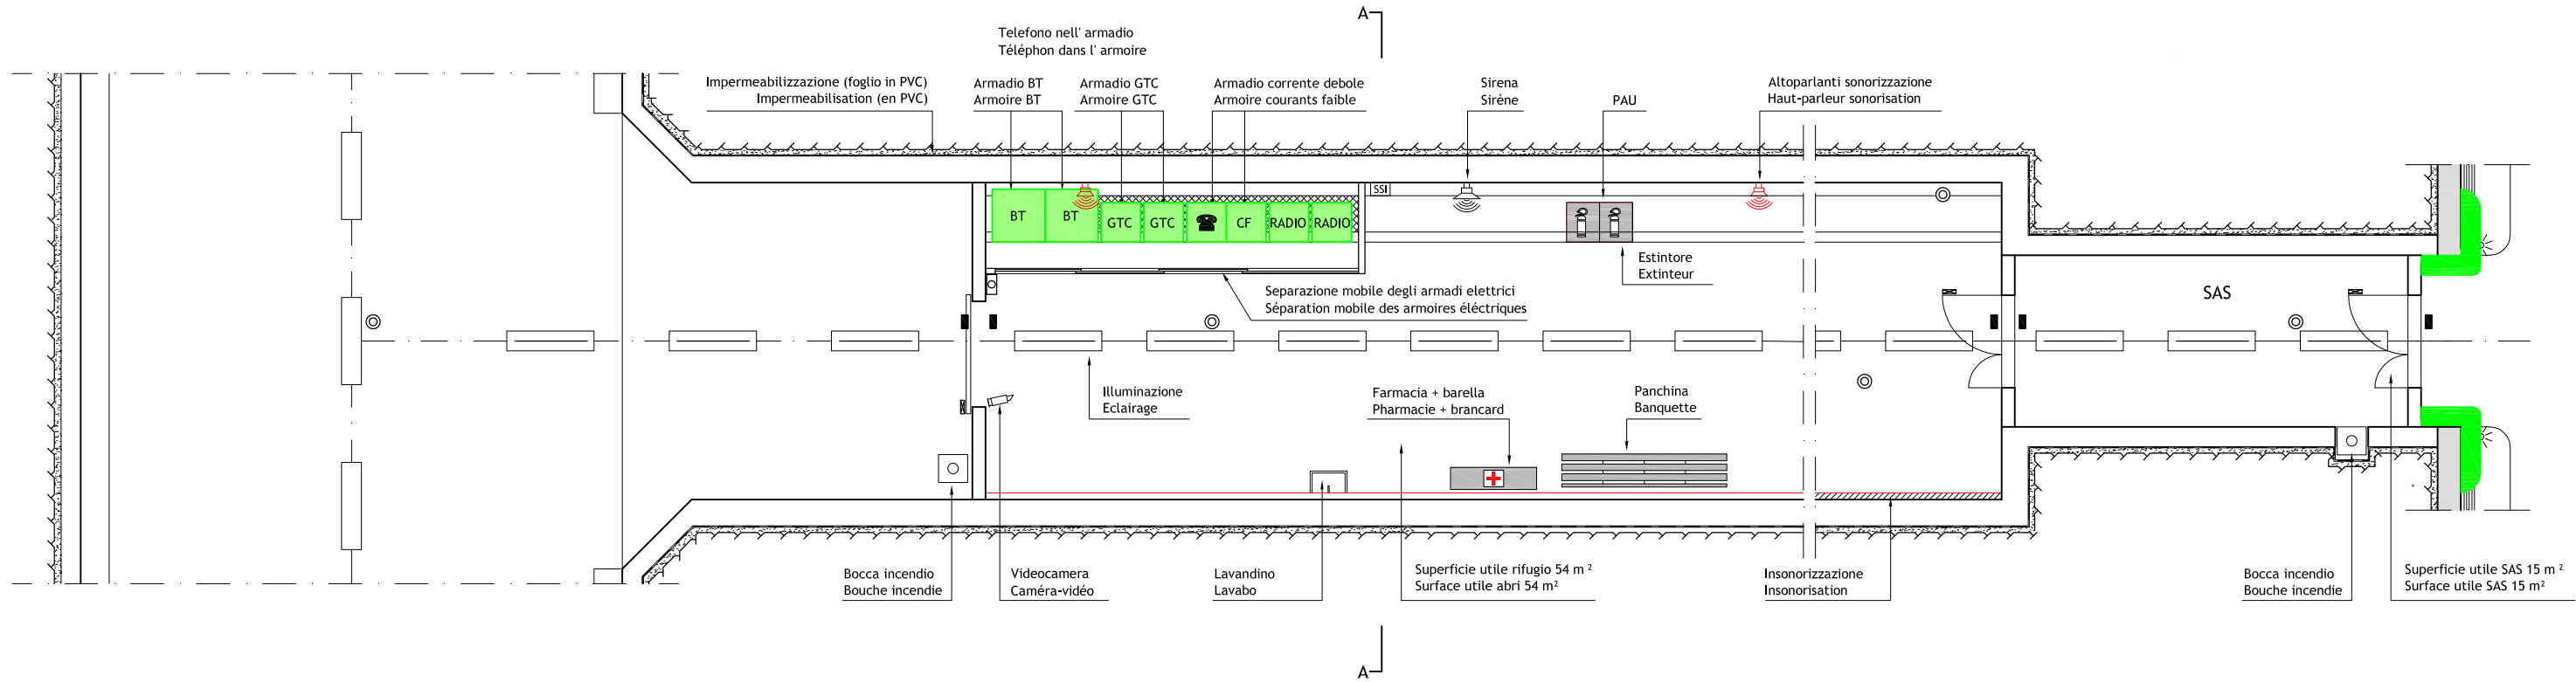 A
Telefono nell' armadio
Téléphon dans l' armoire
Impermeabilizzazione (foglio in PVC)
Impermeabilisation (en PVC)
Armadio BT
Armoire BT
Armadio GTC
Armoire GTC
Armadio corrente debole
Armoire courants faible
Sirena
Sirène
PAU
Altoparlanti sonorizzazione
Haut-parleur sonorisation
SSI
BT
BT
GTC
GTC
CF
RADIO
RADIO
Estintore
Extinteur
Separazione mobile degli armadi elettrici
Séparation mobile des armoires éléctriques
SAS
Illuminazione
Eclairage
Farmacia + barella
Pharmacie + brancard
Panchina
Banquette
Bocca incendio
Bouche incendie
Videocamera
Caméra-vidéo
Lavandino
Lavabo
Superficie utile rifugio 54 m ²
Surface utile abri 54 m²
Insonorizzazione
Insonorisation
Bocca incendio
Bouche incendie
Superficie utile SAS 15 m ²
Surface utile SAS 15 m²
A